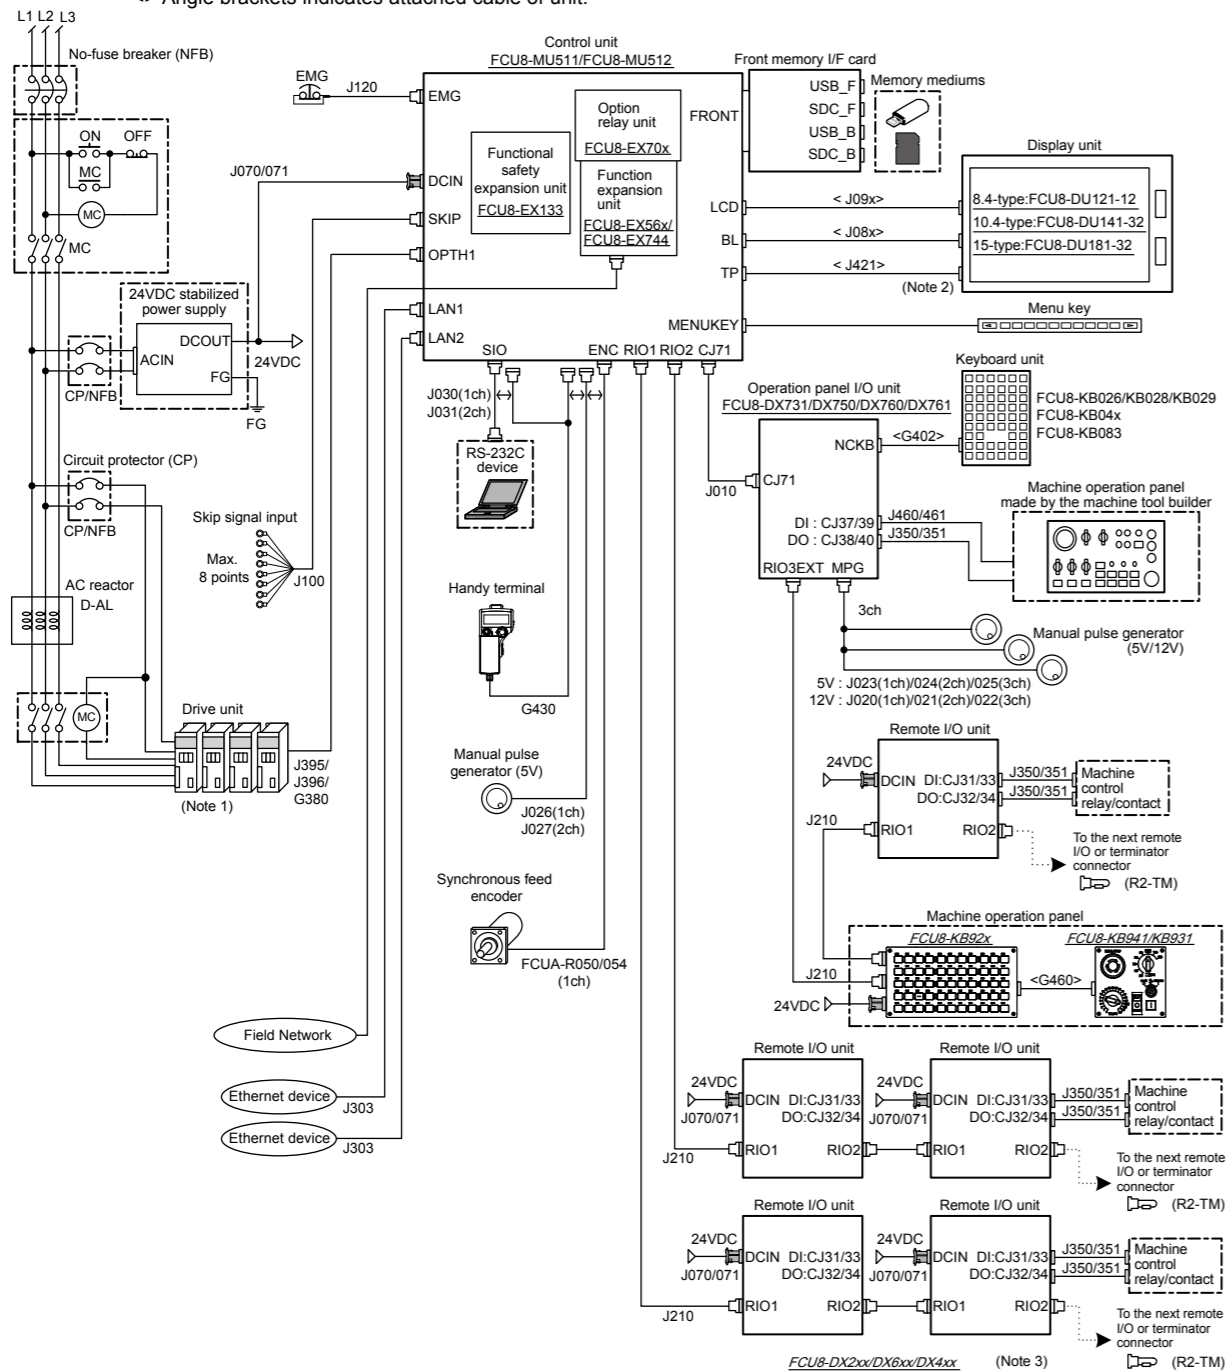 <> Angle brackets indicates attached cable of unit.
L1 L2 L3
No-fuse breaker (NFB)
ON
OFF
MC
MC
MC
24VDC stabilized
power supply
DCOUT
ACIN
FG
24VDC
FG
CP/NFB
Circuit protector (CP)
CP/NFB
AC reactor
D-AL
MC
Drive unit
(Note 1)
J395/
J396/
G380
Skip signal input
Max.
8 points
J100
EMG
J120
J070/071
Control unit
FCU8-MU511/FCU8-MU512
EMG
DCIN
SKIP
OPTH1
LAN1
LAN2
Functional
safety
expansion unit
FCU8-EX133
Option
relay unit
FCU8-EX70x
Function
expansion
unit
FCU8-EX56x/
FCU8-EX744
FRONT
LCD
BL
TP
MENUKEY
SIO
ENC
RIO1
RIO2
CJ71
Front memory I/F card
USB_F
SDC_F
USB_B
SDC_B
Memory mediums
Display unit
8.4-type:FCU8-DU121-12
10.4-type:FCU8-DU141-32
15-type:FCU8-DU181-32
< J09x>
< J08x>
< J421>
(Note 2)
Menu key
J030(1ch)
J031(2ch)
RS-232C
device
Handy terminal
G430
Manual pulse
generator (5V)
J026(1ch)
J027(2ch)
Synchronous feed
encoder
FCUA-R050/054
(1ch)
Field Network
Ethernet device
J303
Ethernet device
J303
Operation panel I/O unit
FCU8-DX731/DX750/DX760/DX761
J010
CJ71
NCKB
DI : CJ37/39
DO : CJ38/40
RIO3EXT
MPG
Keyboard unit
<G402>
FCU8-KB026/KB028/KB029
FCU8-KB04x
FCU8-KB083
Machine operation panel
made by the machine tool builder
J460/461
J350/351
3ch
Manual pulse generator
(5V/12V)
5V : J023(1ch)/024(2ch)/025(3ch)
12V : J020(1ch)/021(2ch)/022(3ch)
Remote I/O unit
24VDC
DCIN DI:CJ31/33
DO:CJ32/34
RIO1
RIO2
J210
J350/351
J350/351
Machine
control
relay/contact
To the next remote
I/O or terminator
connector
(R2-TM)
Machine operation panel
FCU8-KB92x
FCU8-KB941/KB931
J210
<G460>
24VDC
Remote I/O unit
24VDC
J070/071
DCIN DI:CJ31/33
DO:CJ32/34
J210
RIO1
RIO2
Remote I/O unit
24VDC
J070/071
DCIN DI:CJ31/33
DO:CJ32/34
RIO1
RIO2
J350/351
J350/351
Machine
control
relay/contact
To the next remote
I/O or terminator
connector
(R2-TM)
Remote I/O unit
24VDC
J070/071
DCIN DI:CJ31/33
DO:CJ32/34
J210
RIO1
RIO2
Remote I/O unit
24VDC
J070/071
DCIN DI:CJ31/33
DO:CJ32/34
RIO1
RIO2
J350/351
J350/351
Machine
control
relay/contact
To the next remote
I/O or terminator
connector
(R2-TM)
FCU8-DX2xx/DX6xx/DX4xx
(Note 3)